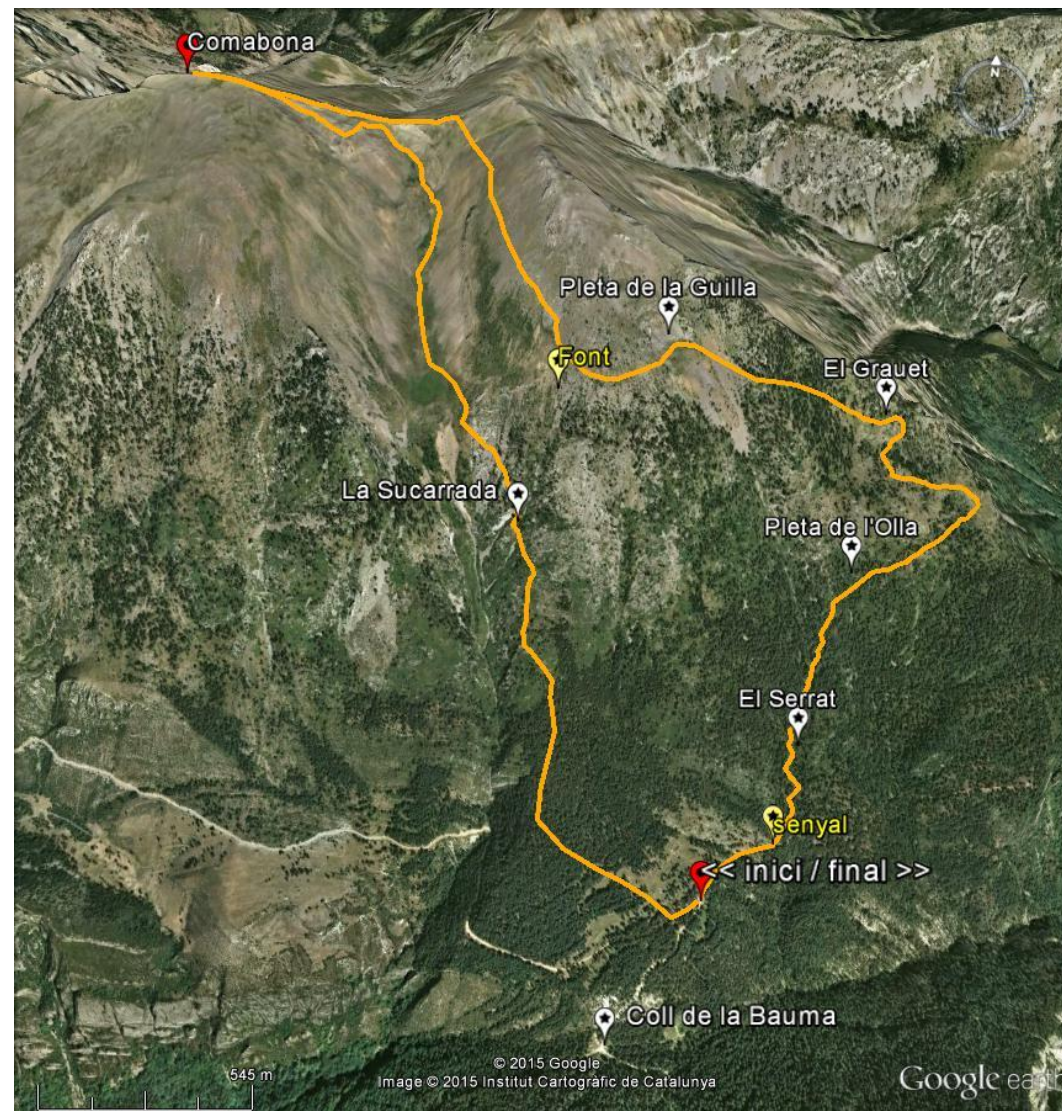 Comabona
N
Pleta de la Guilla
Font
El Grauet
La Sucarrada
Pleta de l'Olla
El Serrat
senyal
<< inici / final >>
Coll de la Bauma
545 m
© 2015 Google
Image © 2015 Institut Cartogràfic de Catalunya
Google earth